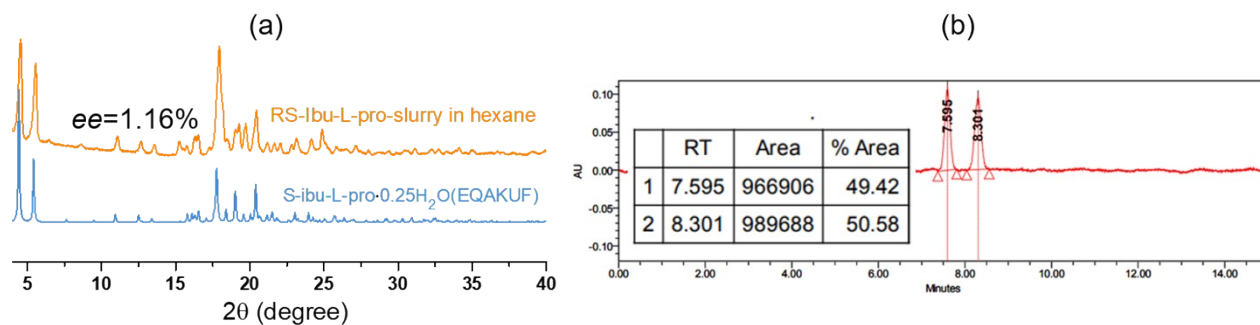 (a)
ee=1.16%
RS-Ibu-L-pro-slurry in hexane
S-ibu-L-pro·0.25H₂O(EQAKUF)
5 10 15 20 25 30 35 40
2θ (degree)
(b)
0.10
0.05
0.00
-0.05
-0.10
AU
7.595
8.301
RT Area % Area
1 7.595 966906 49.42
2 8.301 989688 50.58
0.00 2.00 4.00 6.00 8.00 10.00 12.00 14.00
Minutes